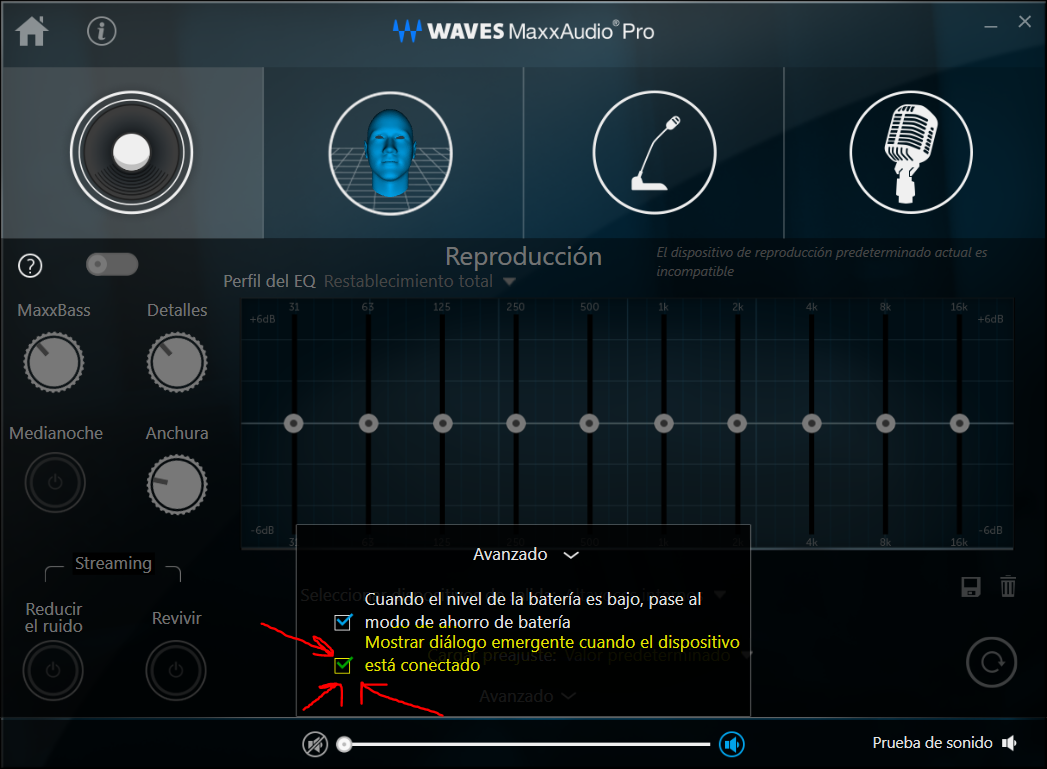 WAVES MaxxAudio® Pro
Reproducción
El dispositivo de reproducción predeterminado actual es
incompatible
Perfil del EQ Restablecimiento total
MaxxBass
Detalles
31 63 125 250 500 1k 2k 4k 8k 16k
+6dB +6dB
Medianoche
Anchura
-6dB -6dB
31 63 125 250 500 1k 2k 4k 8k 16k
Avanzado
Streaming
Reducir
el ruido
Revivir
Cuando el nivel de la batería es bajo, pase al
modo de ahorro de batería
Mostrar diálogo emergente cuando el dispositivo
está conectado
preajuste: Valor predeterminado
Avanzado
Prueba de sonido